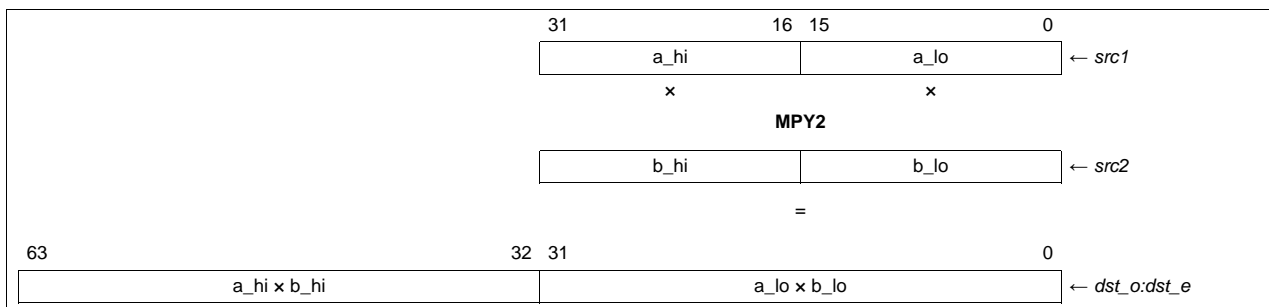 31 16 15 0
a_hi a_lo ← src1
× ×
MPY2
b_hi b_lo ← src2
=
63 32 31 0
a_hi × b_hi a_lo × b_lo ← dst_o:dst_e